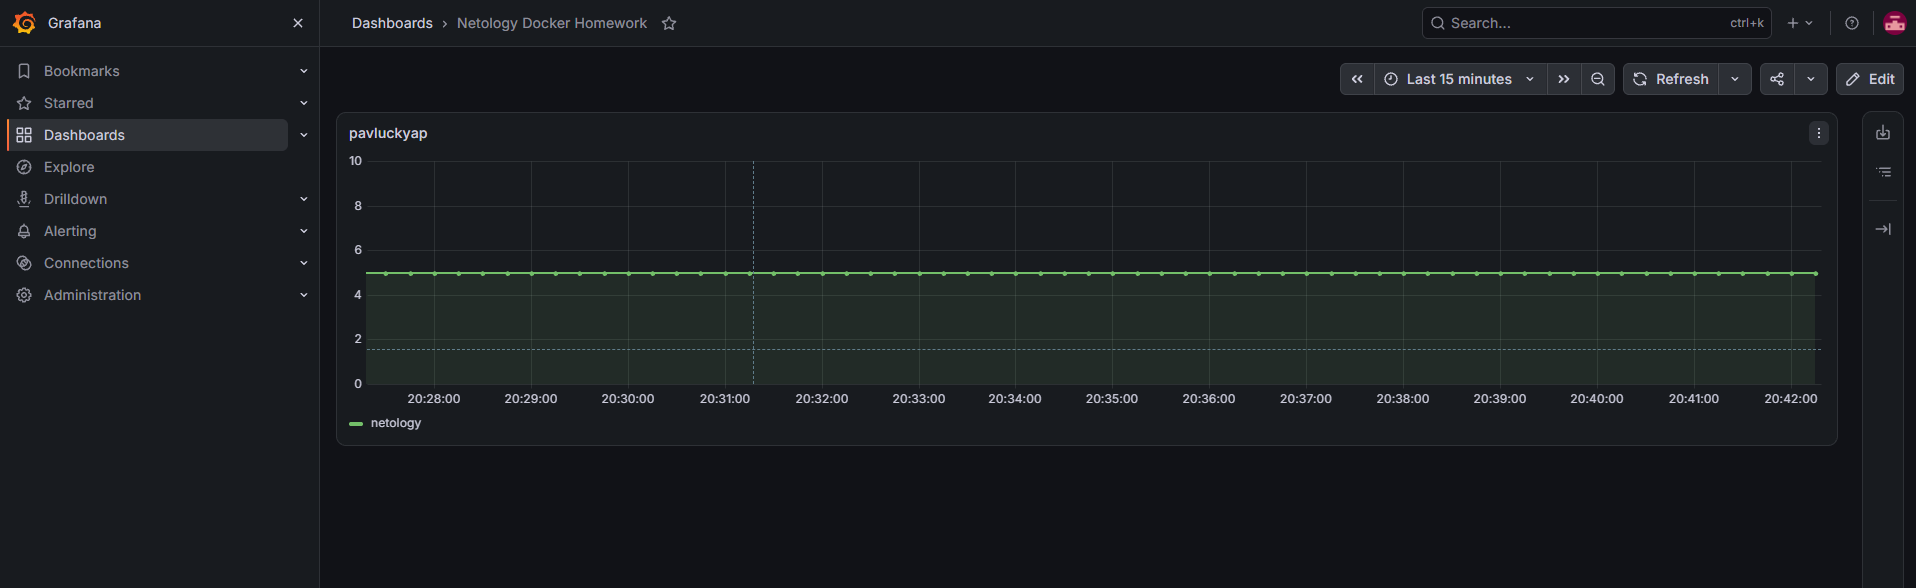 Grafana
Dashboards › Netology Docker Homework
Search... ctrl+k
Bookmarks
Starred
Dashboards
Explore
Drilldown
Alerting
Connections
Administration
Last 15 minutes
Refresh
Edit
pavluckyap
10
8
6
4
2
0
20:28:00 20:29:00 20:30:00 20:31:00 20:32:00 20:33:00 20:34:00 20:35:00 20:36:00 20:37:00 20:38:00 20:39:00 20:40:00 20:41:00 20:42:00
netology